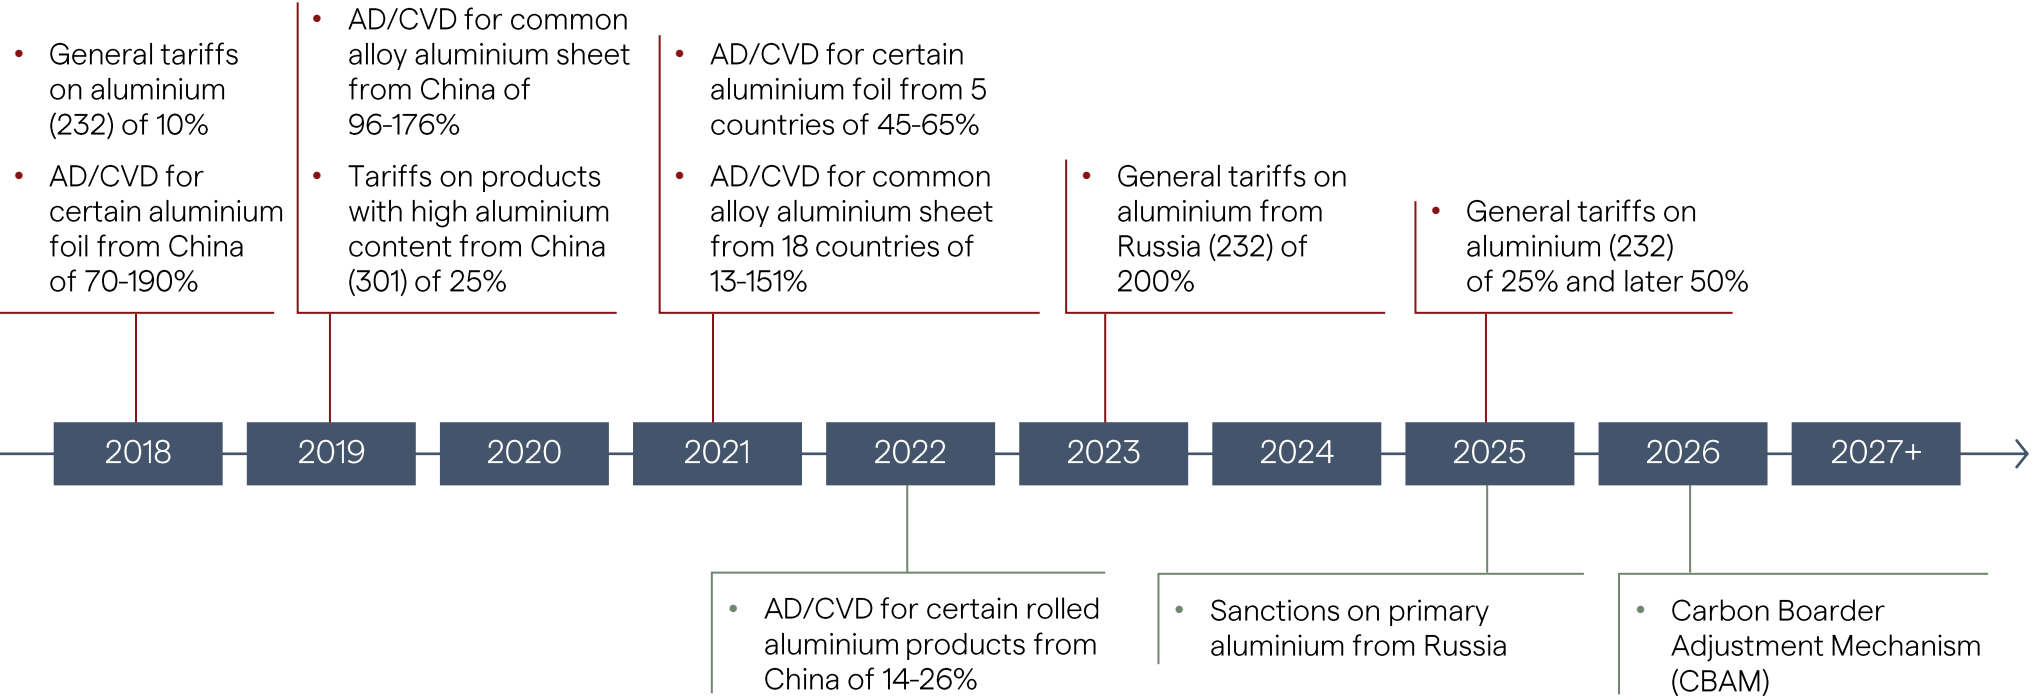 • General tariffs
on aluminium
(232) of 10%
• AD/CVD for
certain aluminium
foil from China
of 70-190%
• AD/CVD for common
alloy aluminium sheet
from China of
96-176%
• Tariffs on products
with high aluminium
content from China
(301) of 25%
• AD/CVD for certain
aluminium foil from 5
countries of 45-65%
• AD/CVD for common
alloy aluminium sheet
from 18 countries of
13-151%
• General tariffs on
aluminium from
Russia (232) of
200%
• General tariffs on
aluminium (232)
of 25% and later 50%
2018
2019
2020
2021
2022
2023
2024
2025
2026
2027+
• AD/CVD for certain rolled
aluminium products from
China of 14-26%
• Sanctions on primary
aluminium from Russia
• Carbon Boarder
Adjustment Mechanism
(CBAM)